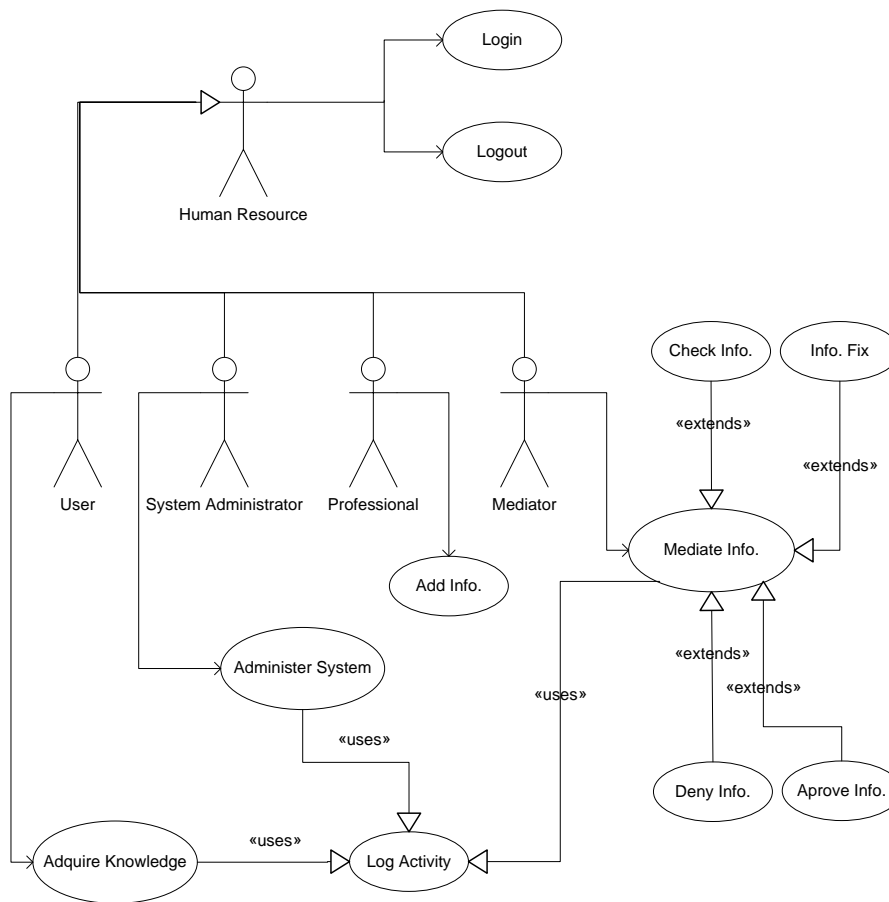 Login
Logout
Human Resource
Check Info.
Info. Fix
«extends»
«extends»
User
System Administrator
Professional
Mediator
Mediate Info.
Add Info.
«extends»
Administer System
«extends»
«uses»
«uses»
Deny Info.
Aprove Info.
«uses»
Adquire Knowledge
Log Activity